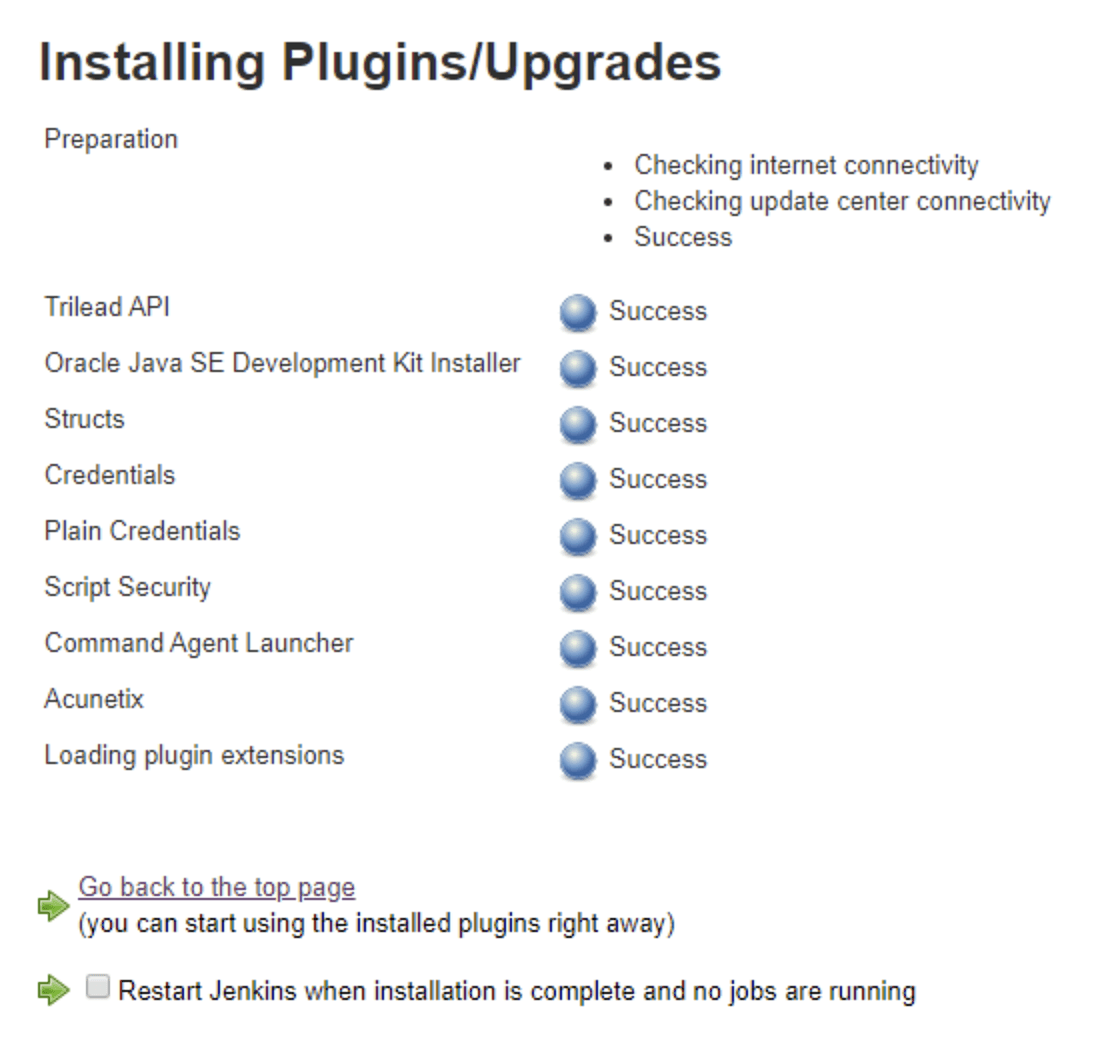 Installing Plugins/Upgrades
Preparation
• Checking internet connectivity
• Checking update center connectivity
• Success
Trilead API Success
Oracle Java SE Development Kit Installer Success
Structs Success
Credentials Success
Plain Credentials Success
Script Security Success
Command Agent Launcher Success
Acunetix Success
Loading plugin extensions Success
Go back to the top page
(you can start using the installed plugins right away)
Restart Jenkins when installation is complete and no jobs are running